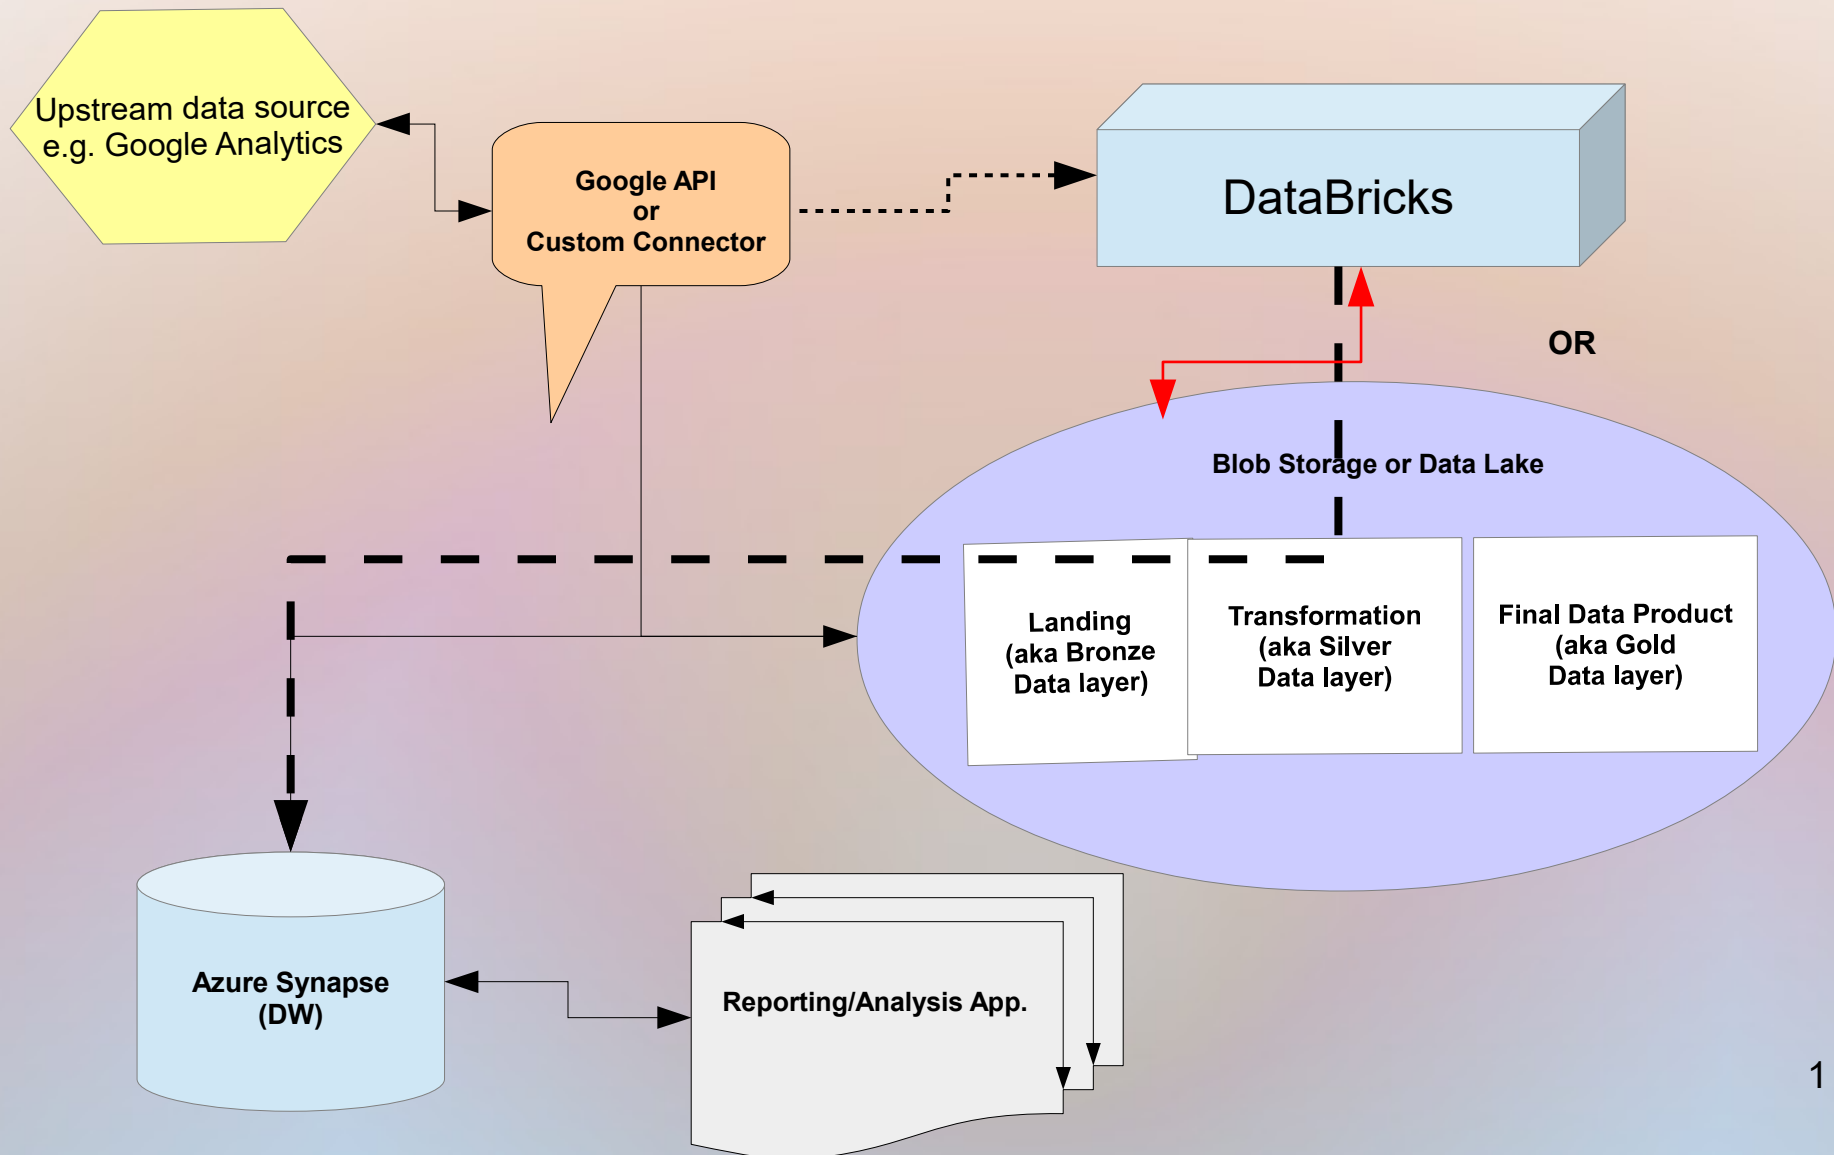 Upstream data source
e.g. Google Analytics
Google API
or
Custom Connector
DataBricks
OR
Blob Storage or Data Lake
Landing
(aka Bronze
Data layer)
Transformation
(aka Silver
Data layer)
Final Data Product
(aka Gold
Data layer)
Azure Synapse
(DW)
Reporting/Analysis App.
1